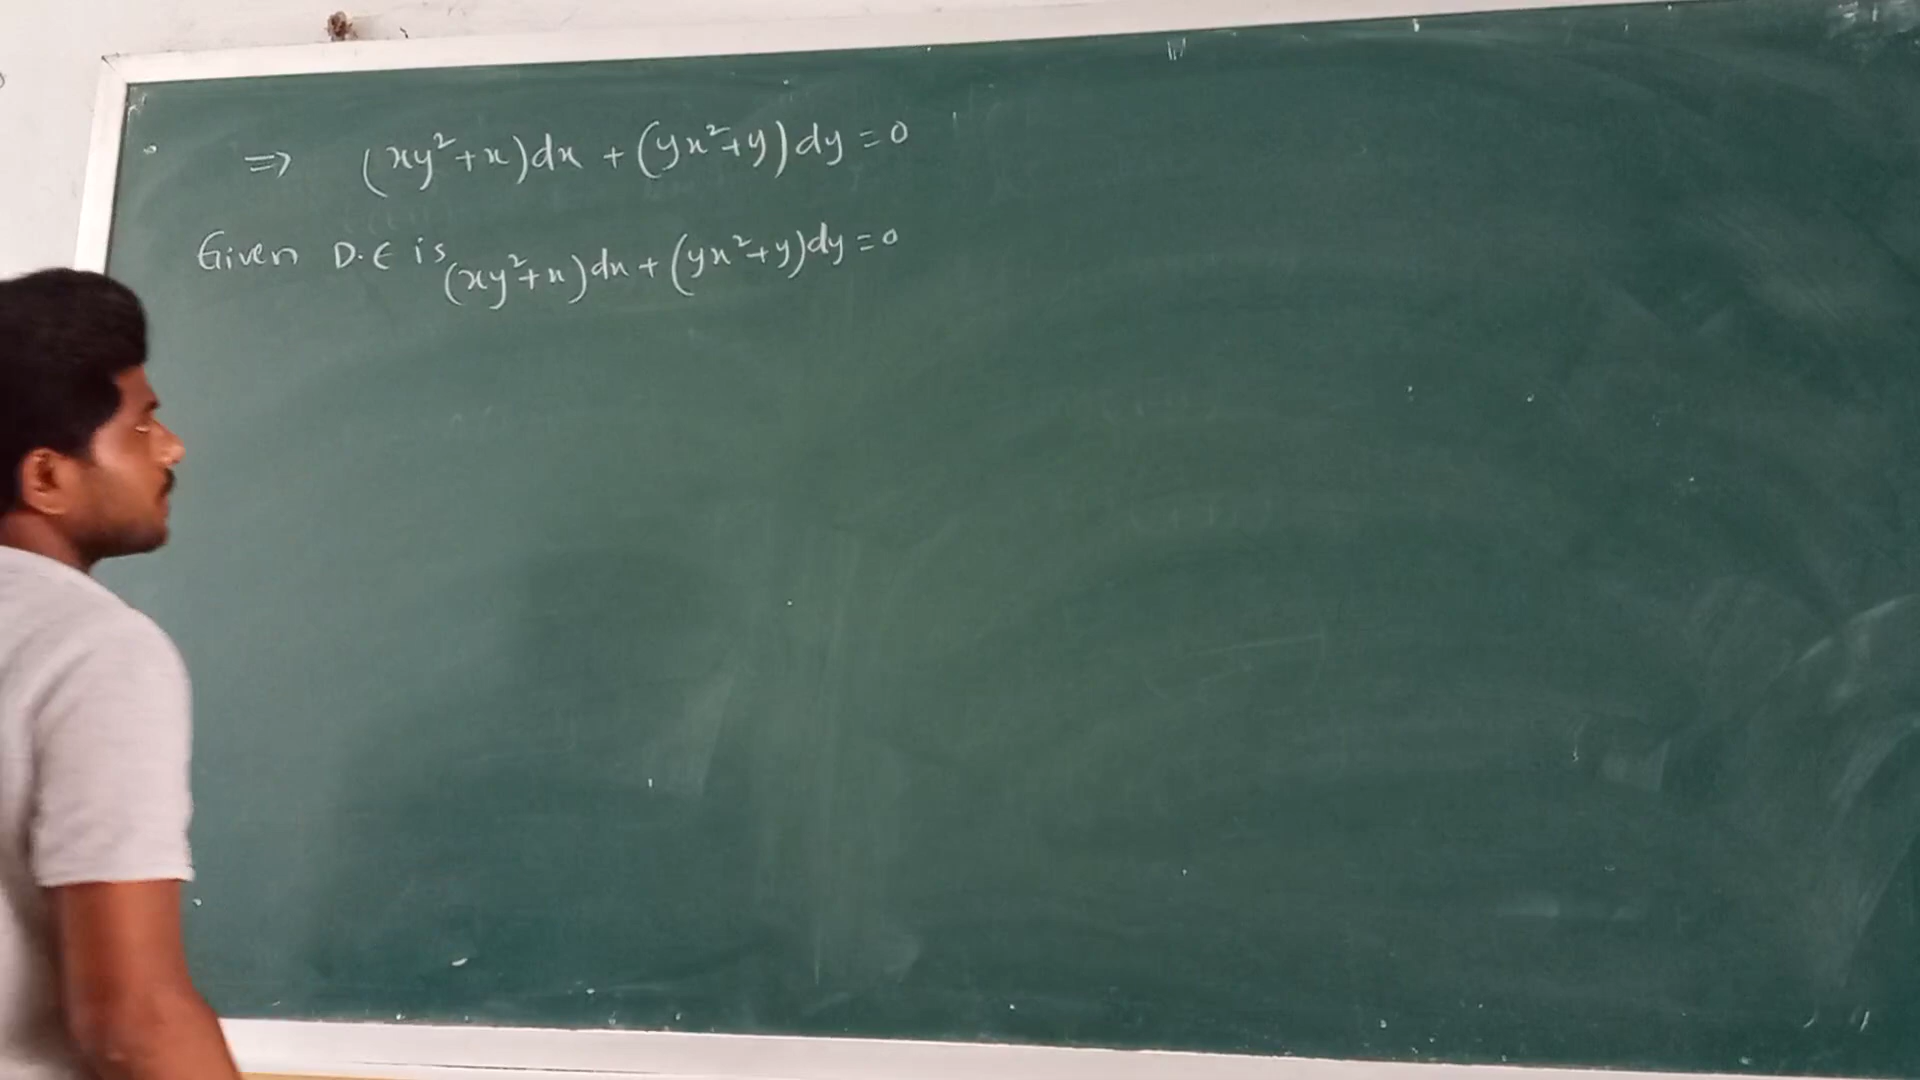 ⇒ (xy²+x)dx + (yx²+y)dy = 0
Given D.E is (xy²+x)dx + (yx²+y)dy = 0